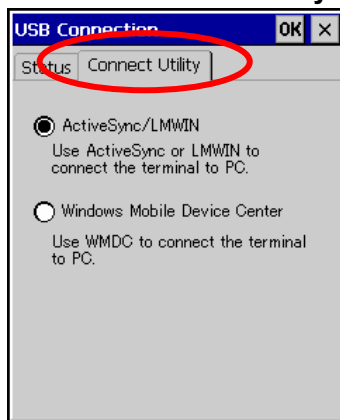 USB Connection OK ×
Status Connect Utility
ActiveSync/LMWIN
Use ActiveSync or LMWIN to
connect the terminal to PC.
Windows Mobile Device Center
Use WMDC to connect the terminal
to PC.